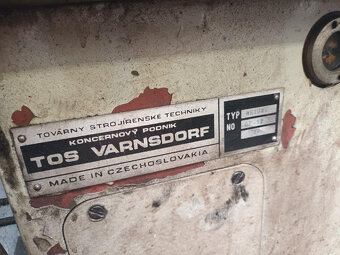 TOVÁRNY STROJÍRENSKÉ TECHNIKY
KONCERNOVÝ PODNIK
TOS VARNSDORF
MADE IN CZECHOSLOVAKIA
TYP
NO